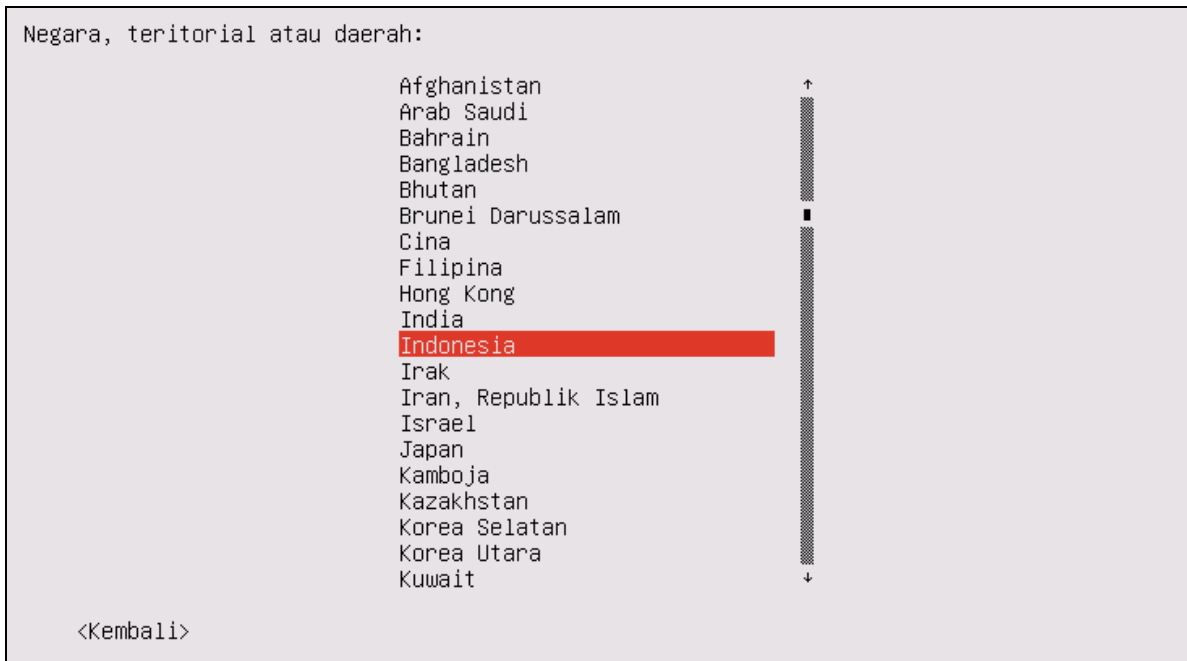 Negara, teritorial atau daerah:
Afghanistan
Arab Saudi
Bahrain
Bangladesh
Bhutan
Brunei Darussalam
Cina
Filipina
Hong Kong
India
Indonesia
Irak
Iran, Republik Islam
Israel
Japan
Kamboja
Kazakhstan
Korea Selatan
Korea Utara
Kuwait
<Kembali>